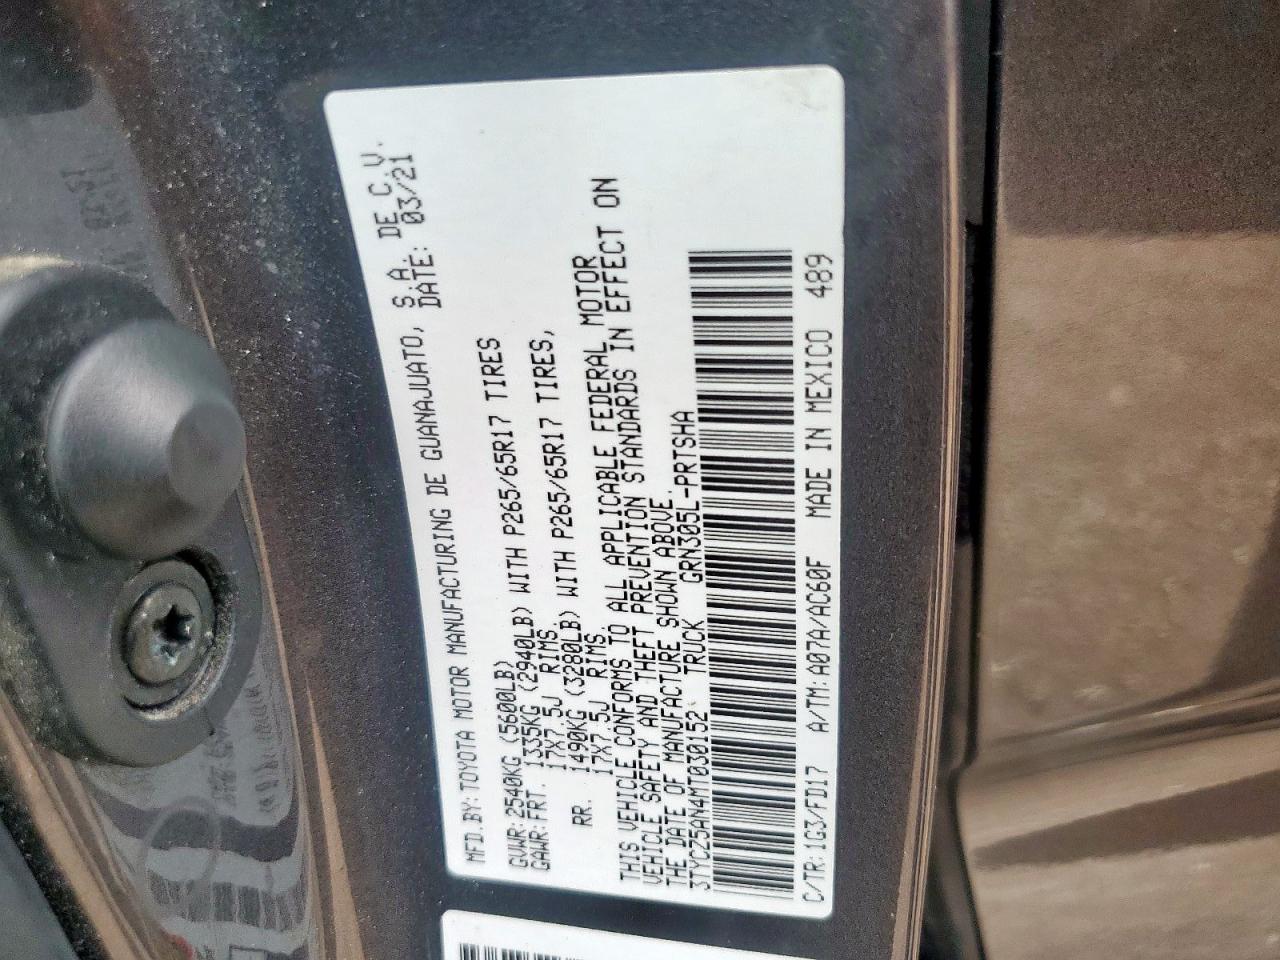 MFD.BY: TOYOTA MOTOR MANUFACTURING DE GUANAJUATO, S.A. DE C.V.
DATE: 03/21
GVWR: 2540KG (5600LB)
GAWR: FRT. 1335KG (2940LB) WITH P265/65R17 TIRES
17X7.5J RIMS.
RR. 1490KG (3280LB) WITH P265/65R17 TIRES,
17X7.5J RIMS.
THIS VEHICLE CONFORMS TO ALL APPLICABLE FEDERAL MOTOR
VEHICLE SAFETY AND THEFT PREVENTION STANDARDS IN EFFECT ON
THE DATE OF MANUFACTURE SHOWN ABOVE.
3TYCZ5AN4MT030152 TRUCK GRN305L-PRTSHA
C/TR: 1G3/FD17 A/TM: A07A/AC60F MADE IN MEXICO 489